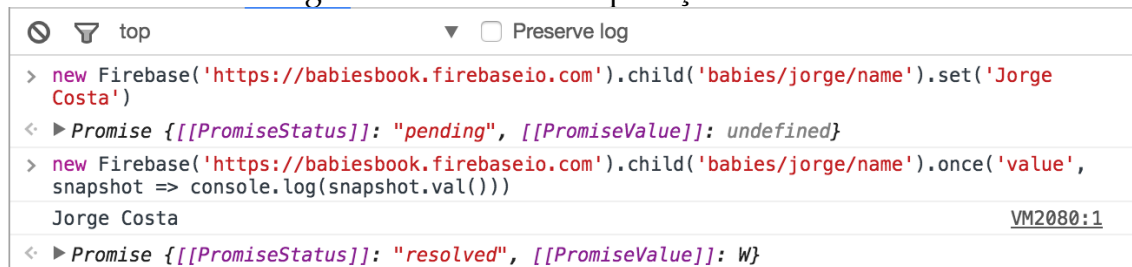 top ▼ Preserve log
> new Firebase('https://babiesbook.firebaseio.com').child('babies/jorge/name').set('Jorge
Costa')
<· ▶ Promise {[[PromiseStatus]]: "pending", [[PromiseValue]]: undefined}
> new Firebase('https://babiesbook.firebaseio.com').child('babies/jorge/name').once('value',
snapshot => console.log(snapshot.val()))
Jorge Costa VM2080:1
<· ▶ Promise {[[PromiseStatus]]: "resolved", [[PromiseValue]]: W}